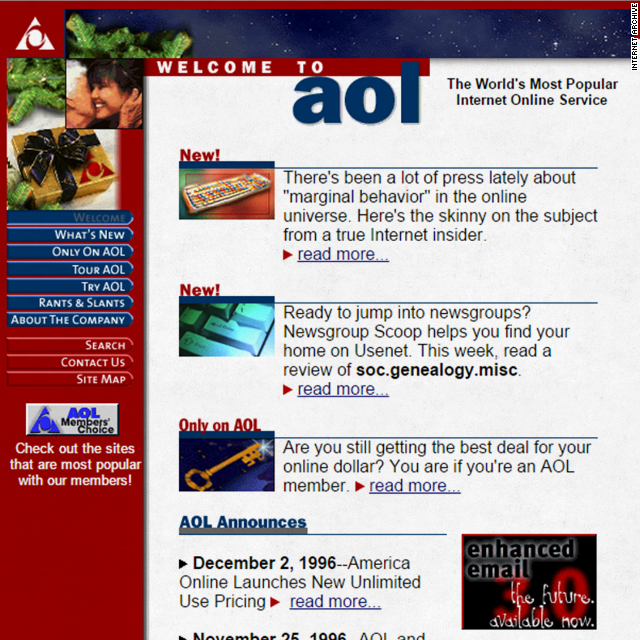 INTERNET ARCHIVE
WELCOME TO
aol
The World's Most Popular
Internet Online Service
WELCOME
WHAT'S NEW
ONLY ON AOL
TOUR AOL
TRY AOL
RANTS & SLANTS
ABOUT THE COMPANY
SEARCH
CONTACT US
SITE MAP
AOL
Members'
Choice
Check out the sites
that are most popular
with our members!
New!
There's been a lot of press lately about
"marginal behavior" in the online
universe. Here's the skinny on the subject
from a true Internet insider.
read more...
New!
Ready to jump into newsgroups?
Newsgroup Scoop helps you find your
home on Usenet. This week, read a
review of soc.genealogy.misc.
read more...
Only on AOL
Are you still getting the best deal for your
online dollar? You are if you're an AOL
member. read more...
AOL Announces
December 2, 1996--America
Online Launches New Unlimited
Use Pricing read more...
November 25, 1996--AOL and
enhanced
email
3.0
the future.
available now.